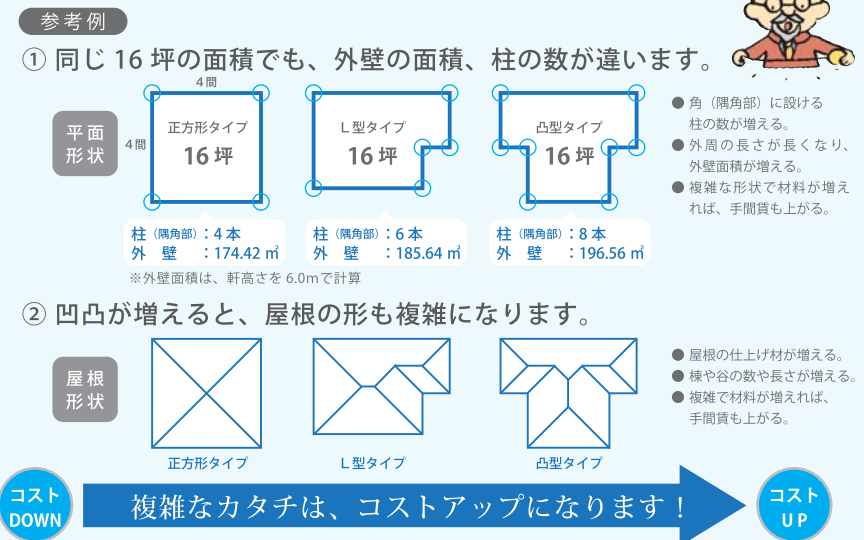 参考例
① 同じ 16 坪の面積でも、外壁の面積、柱の数が違います。
4間
平面
形状
4間
正方形タイプ
16 坪
L型タイプ
16 坪
凸型タイプ
16 坪
● 角（隅角部）に設ける
柱の数が増える。
● 外周の長さが長くなり、
外壁面積が増える。
● 複雑な形状で材料が増え
れば、手間賃も上がる。
柱（隅角部）：4 本
外　壁　：174.42 ㎡
柱（隅角部）：6 本
外　壁　：185.64 ㎡
柱（隅角部）：8 本
外　壁　：196.56 ㎡
※外壁面積は、軒高さを 6.0mで計算
② 凹凸が増えると、屋根の形も複雑になります。
屋根
形状
正方形タイプ
L型タイプ
凸型タイプ
● 屋根の仕上げ材が増える。
● 棟や谷の数や長さが増える。
● 複雑で材料が増えれば、
手間賃も上がる。
コスト
DOWN
複雑なカタチは、コストアップになります！
コスト
U P